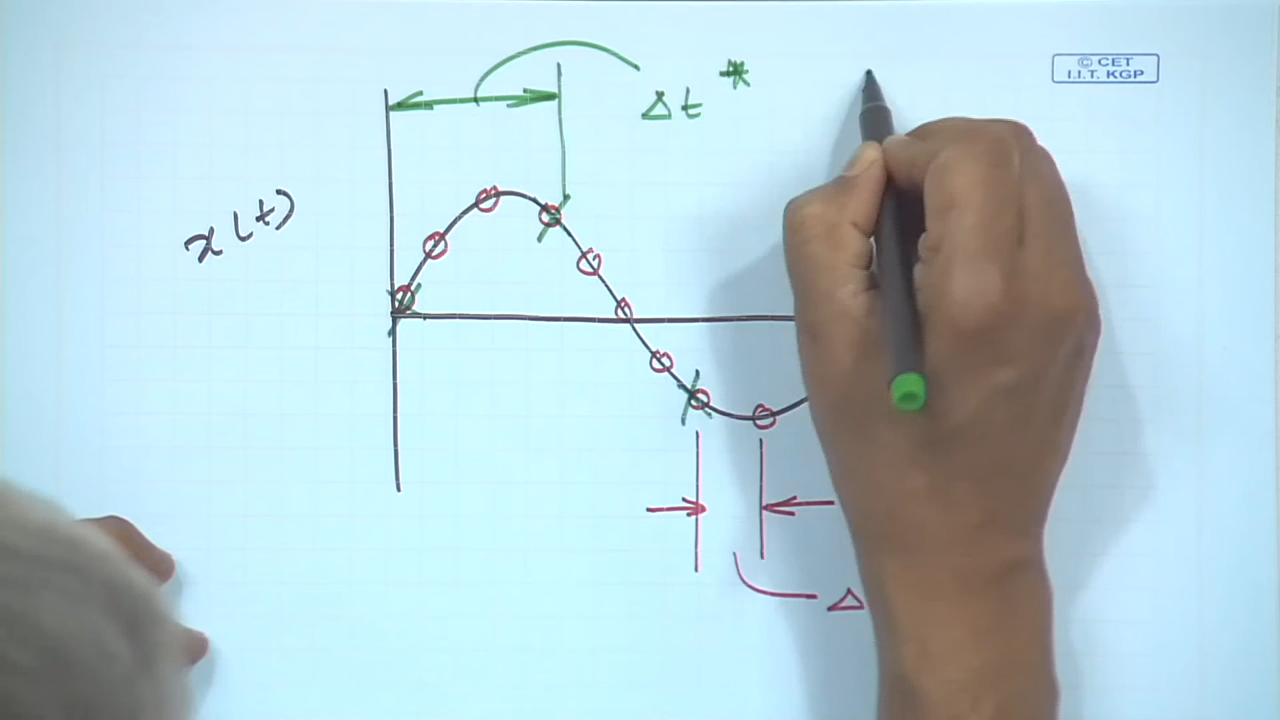 © CET
I.I.T. KGP
Δt *
x(t)
Δ